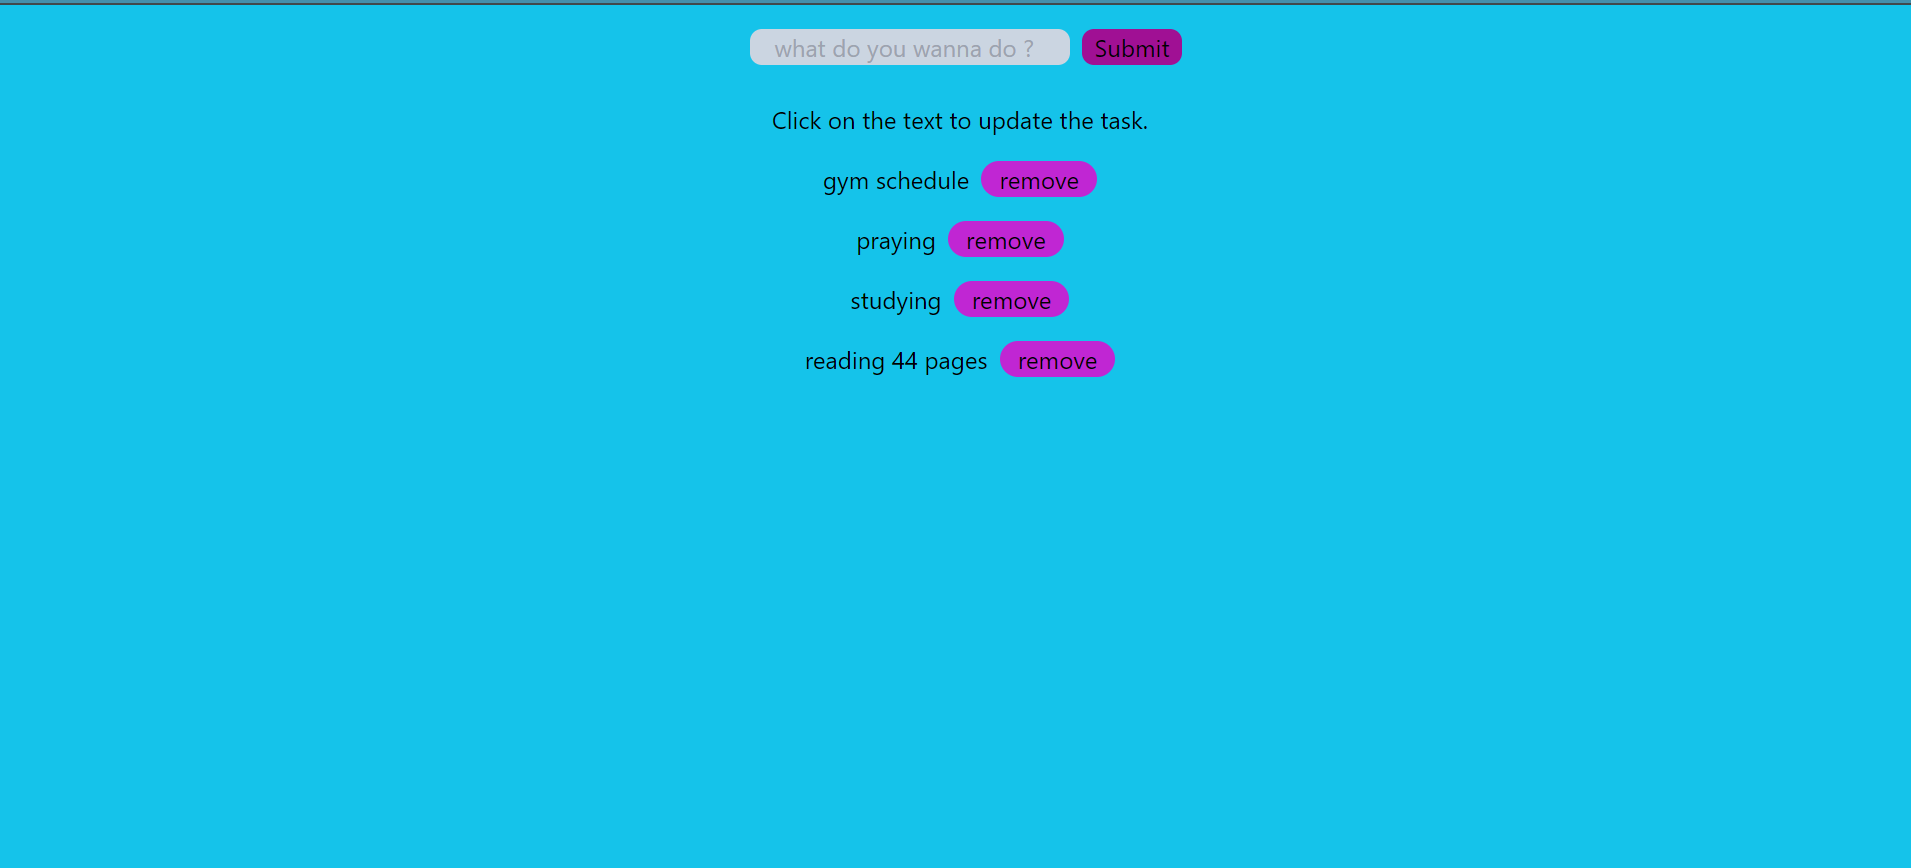 what do you wanna do ? Submit
Click on the text to update the task.
gym schedule remove
praying remove
studying remove
reading 44 pages remove